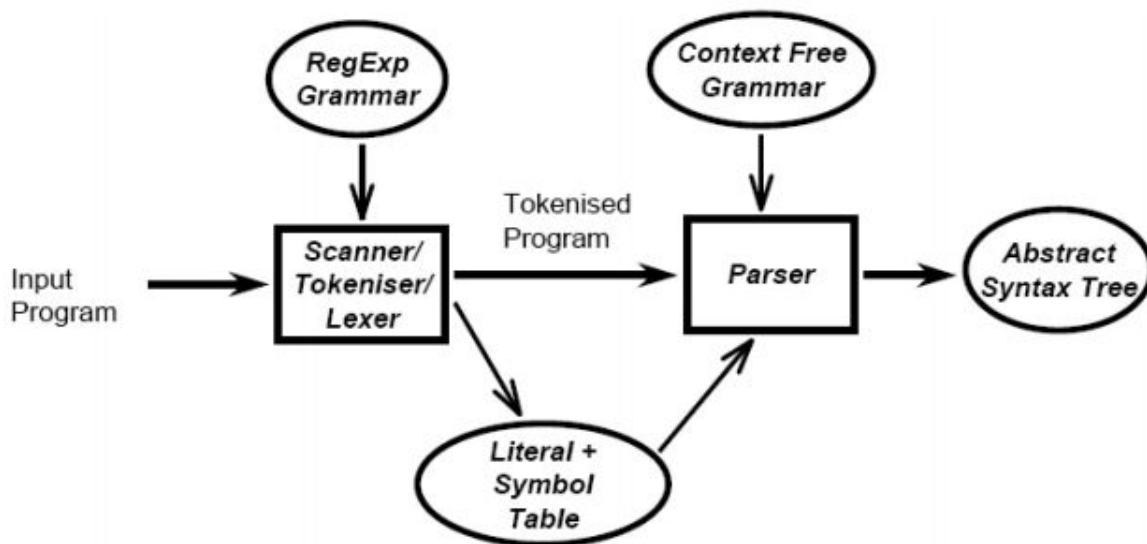 RegExp
Grammar
Context Free
Grammar
Tokenised
Program
Input
Program
Scanner/
Tokeniser/
Lexer
Parser
Abstract
Syntax Tree
Literal +
Symbol
Table